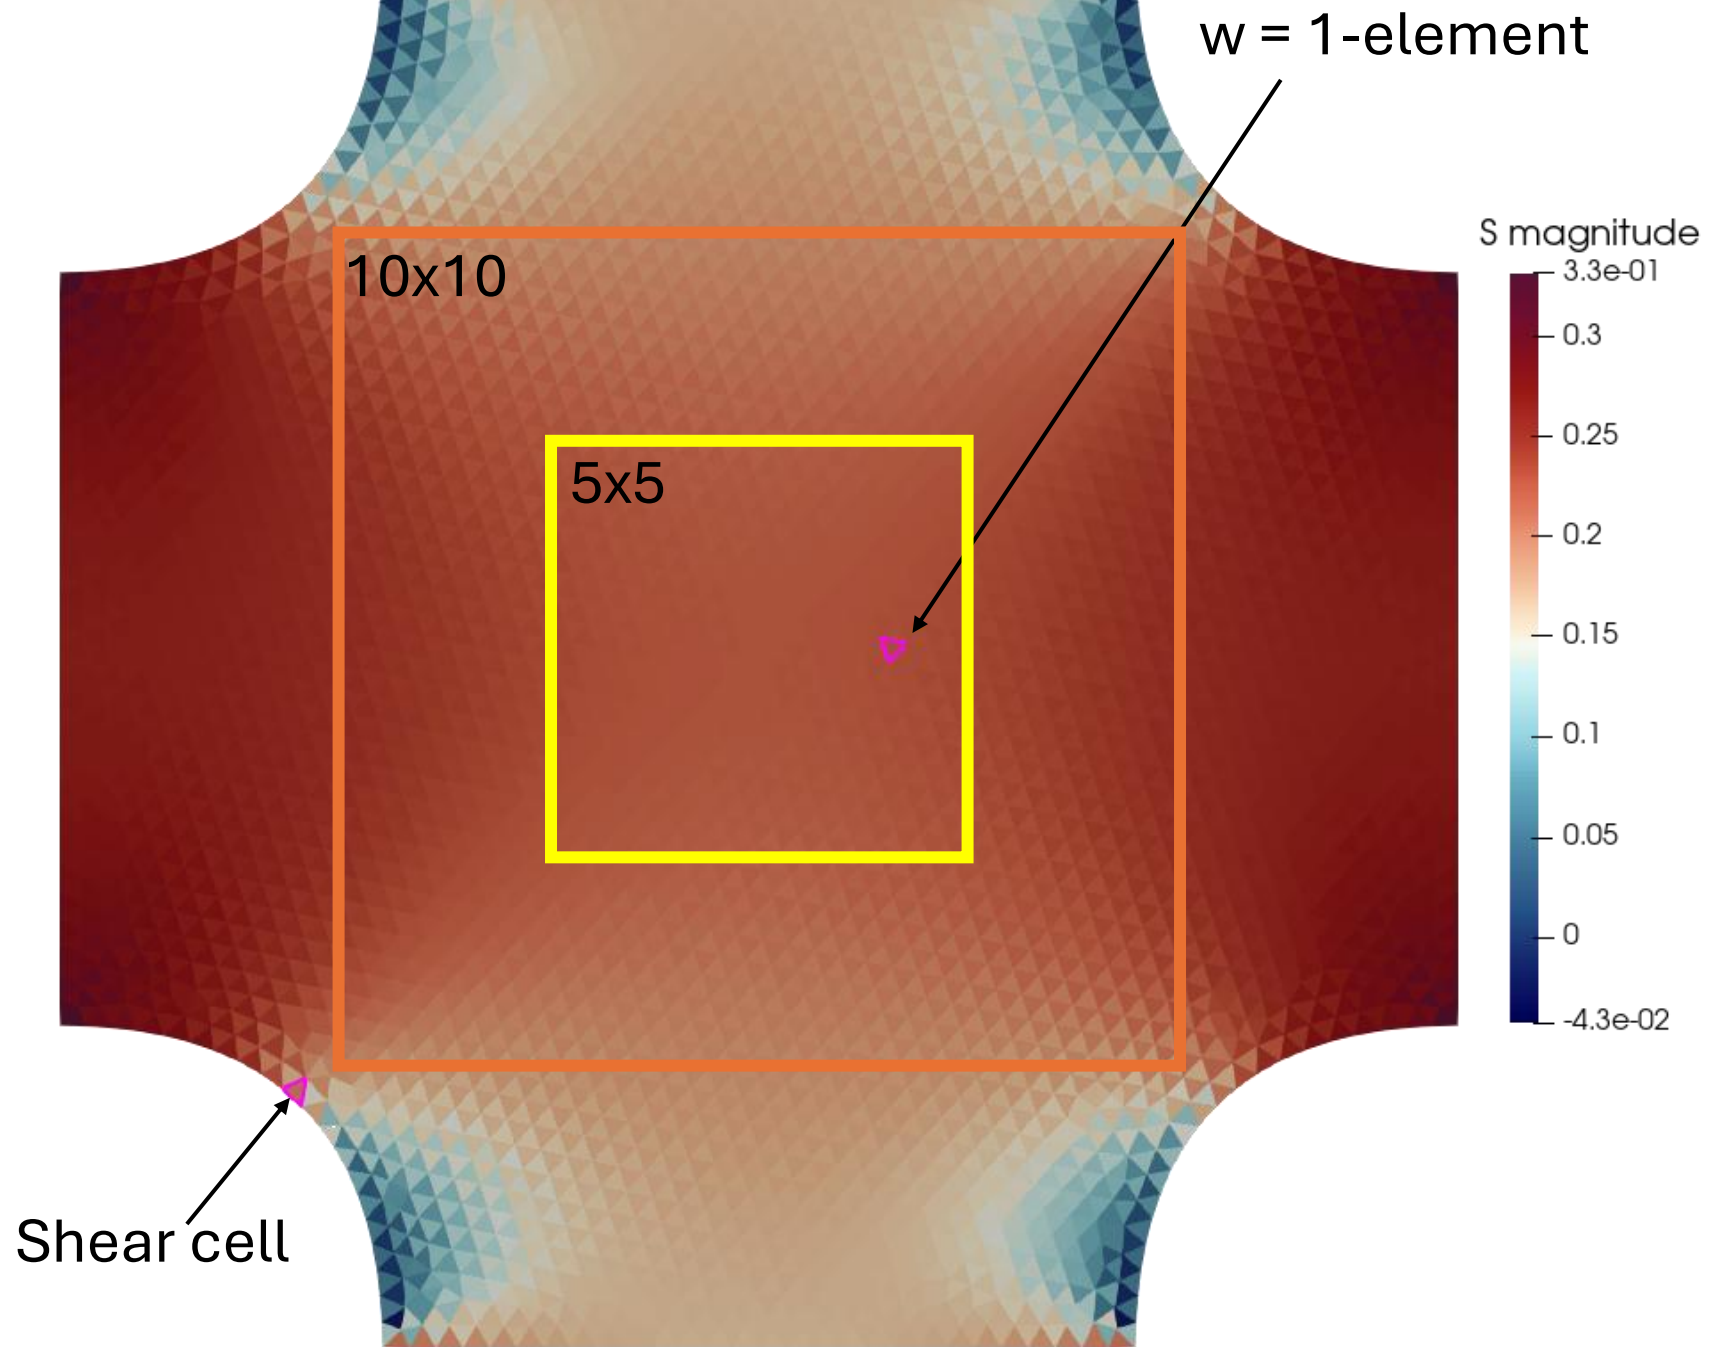 w = 1-element
S magnitude
3.3e-01
10x10
0.3
0.25
5x5
0.2
0.15
0.1
0.05
0
-4.3e-02
Shear cell